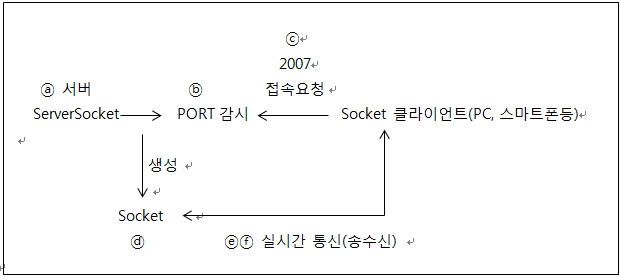 ⓒ
2007
ⓐ 서버 ⓑ 접속요청
ServerSocket PORT 감시 Socket 클라이언트(PC, 스마트폰등)
생성
Socket
ⓓ ⓔⓕ 실시간 통신(송수신)